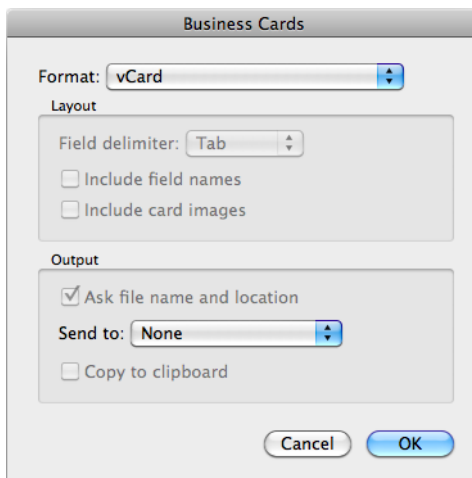 Business Cards
Format: vCard
Layout
Field delimiter: Tab
Include field names
Include card images
Output
Ask file name and location
Send to: None
Copy to clipboard
Cancel OK